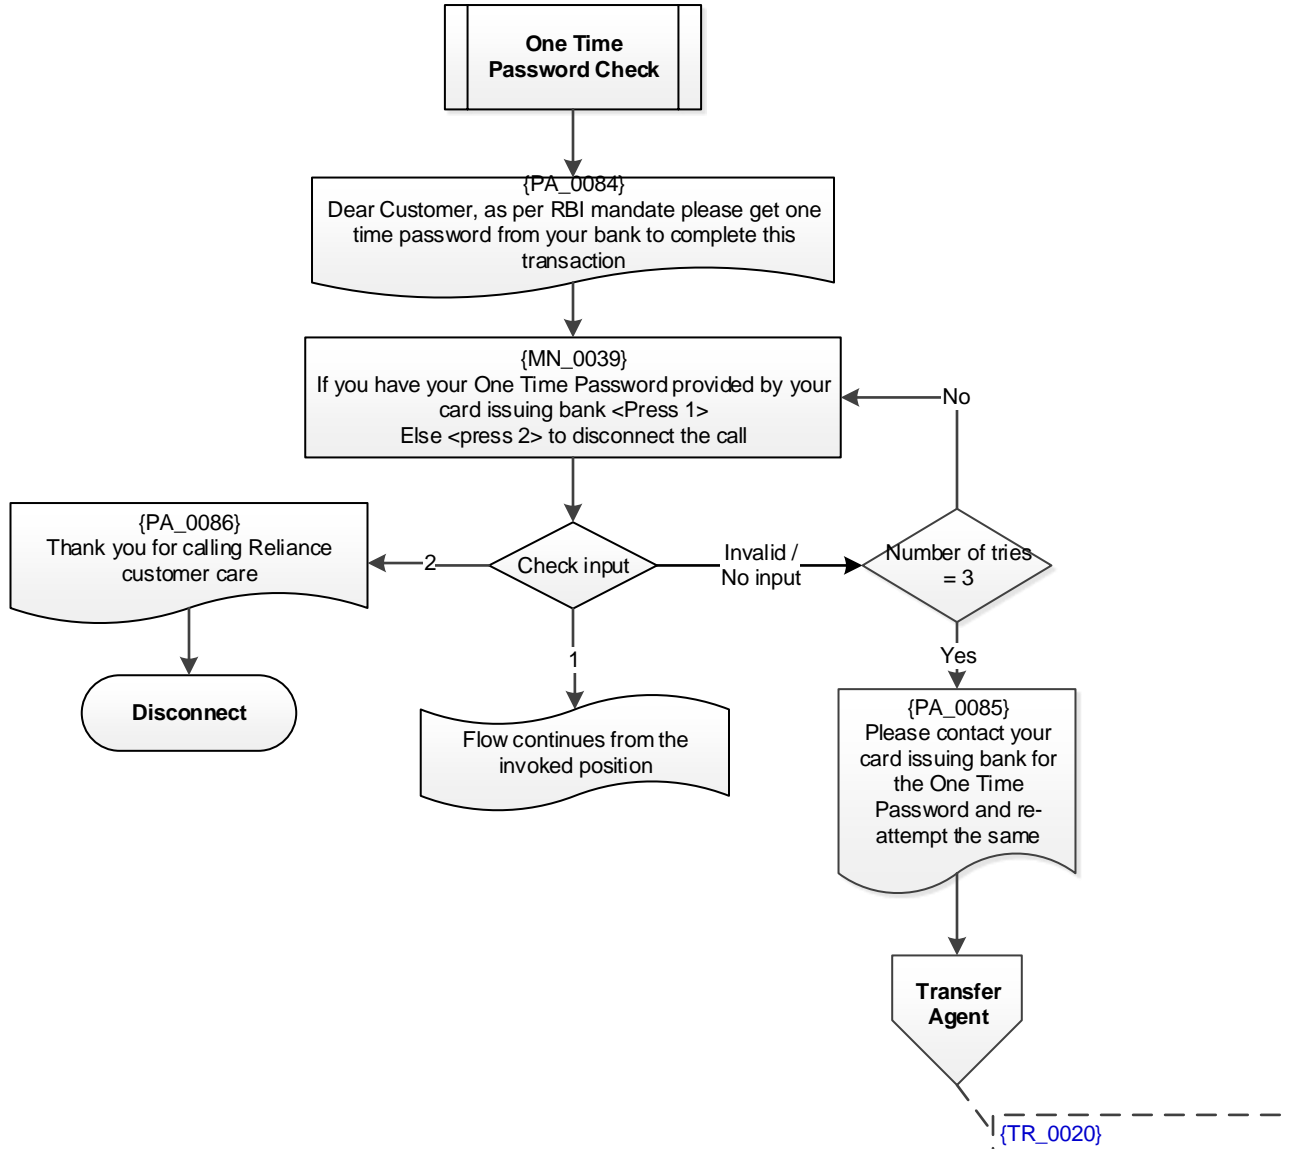 One Time
Password Check
{PA_0084}
Dear Customer, as per RBI mandate please get one
time password from your bank to complete this
transaction
{MN_0039}
If you have your One Time Password provided by your
card issuing bank <Press 1>
Else <press 2> to disconnect the call
No
{PA_0086}
Thank you for calling Reliance
customer care
2
Check input
Invalid /
No input
Number of tries
= 3
1
Yes
Disconnect
Flow continues from the
invoked position
{PA_0085}
Please contact your
card issuing bank for
the One Time
Password and re-
attempt the same
Transfer
Agent
{TR_0020}